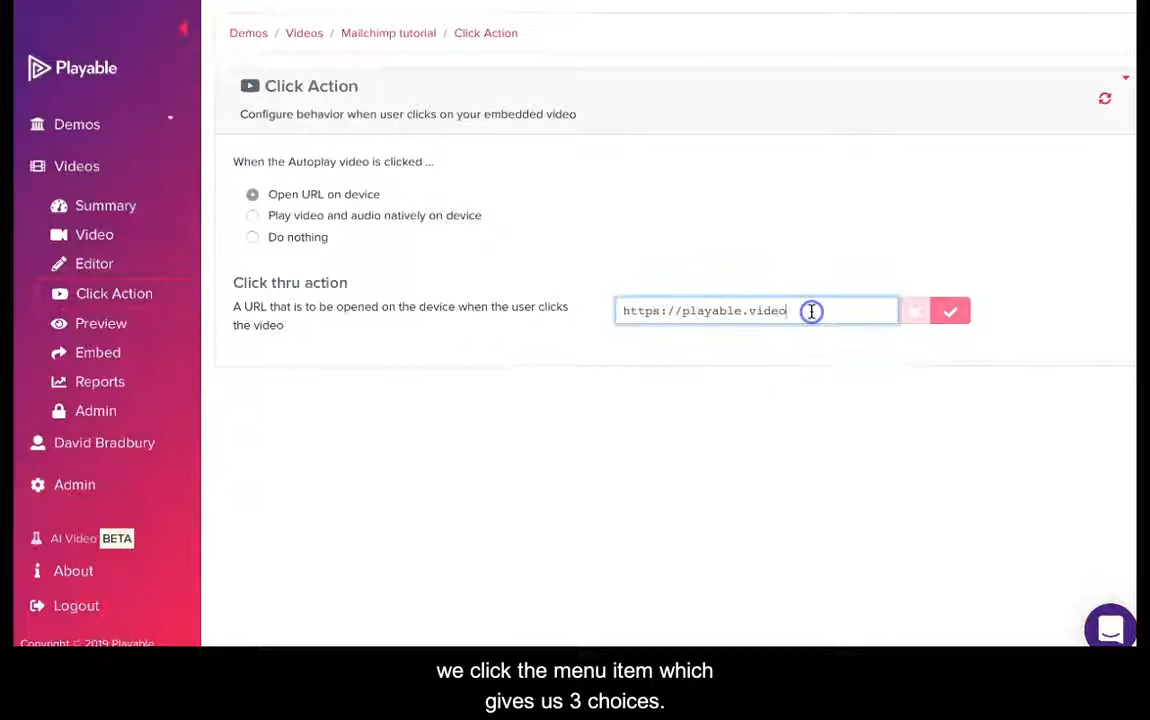 Playable
Demos
Videos
Summary
Video
Editor
Click Action
Preview
Embed
Reports
Admin
David Bradbury
Admin
AI Video BETA
About
Logout
Copyright © 2019 Playable
Demos / Videos / Mailchimp tutorial / Click Action
Click Action
Configure behavior when user clicks on your embedded video
When the Autoplay video is clicked ...
Open URL on device
Play video and audio natively on device
Do nothing
Click thru action
A URL that is to be opened on the device when the user clicks
the video
https://playable.video
we click the menu item which
gives us 3 choices.